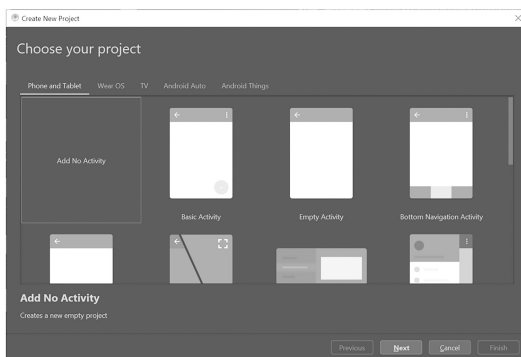 Create New Project
Choose your project
Phone and Tablet Wear OS TV Android Auto Android Things
Add No Activity
Basic Activity Empty Activity Bottom Navigation Activity
Add No Activity
Creates a new empty project
Previous Next Cancel Finish